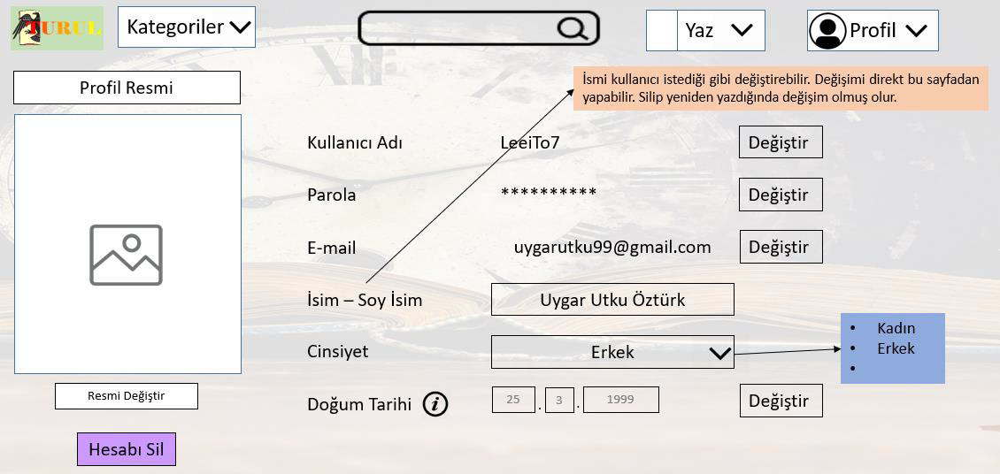 TURUL
Kategoriler
Yaz
Profil
Profil Resmi
İsmi kullanıcı istediği gibi değiştirebilir. Değişimi direkt bu sayfadan
yapabilir. Silip yeniden yazdığında değişim olmuş olur.
Kullanıcı Adı LeeiTo7 Değiştir
Parola ********** Değiştir
E-mail uygarutku99@gmail.com Değiştir
İsim – Soy İsim Uygar Utku Öztürk
Cinsiyet Erkek
• Kadın
• Erkek
•
Doğum Tarihi i 25 . 3 . 1999 Değiştir
Resmi Değiştir
Hesabı Sil